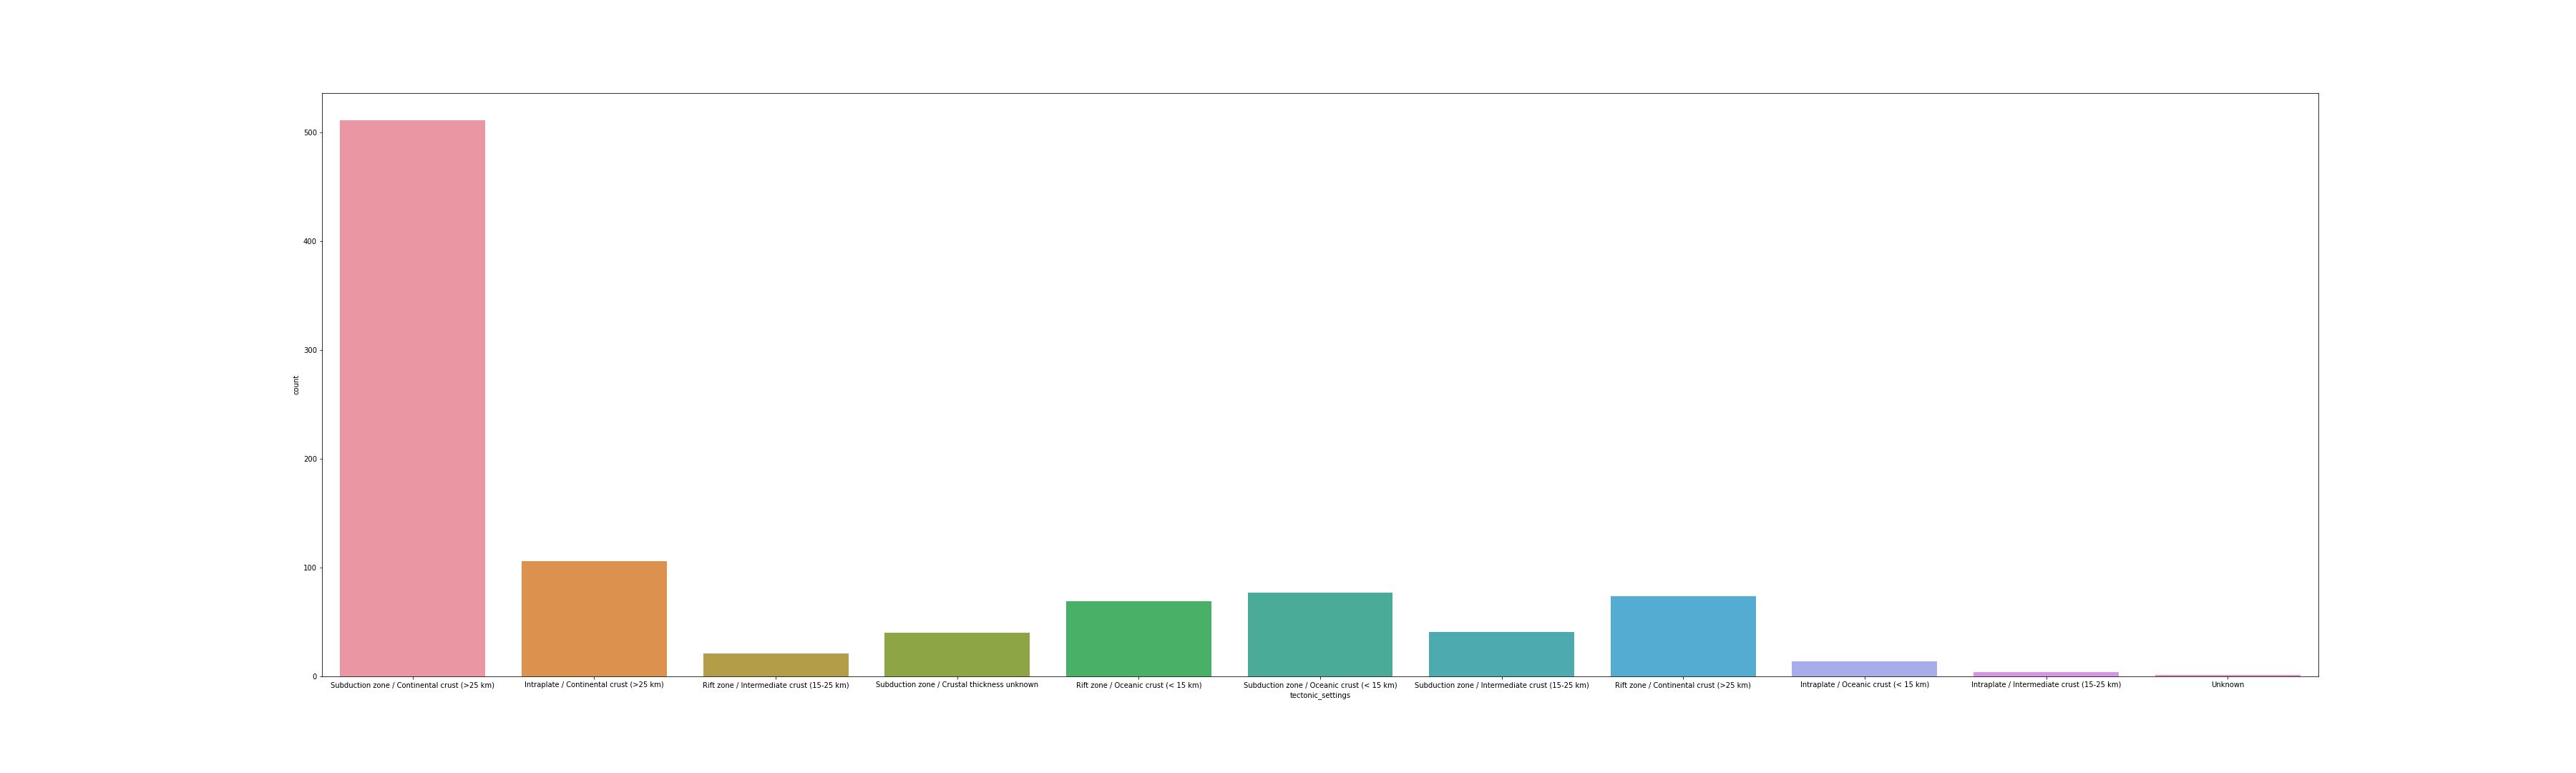 500
400
300
200
100
0
count
Subduction zone / Continental crust (>25 km)
Intraplate / Continental crust (>25 km)
Rift zone / Intermediate crust (15-25 km)
Subduction zone / Crustal thickness unknown
Rift zone / Oceanic crust (< 15 km)
Subduction zone / Oceanic crust (< 15 km)
Subduction zone / Intermediate crust (15-25 km)
Rift zone / Continental crust (>25 km)
Intraplate / Oceanic crust (< 15 km)
Intraplate / Intermediate crust (15-25 km)
Unknown
tectonic_settings